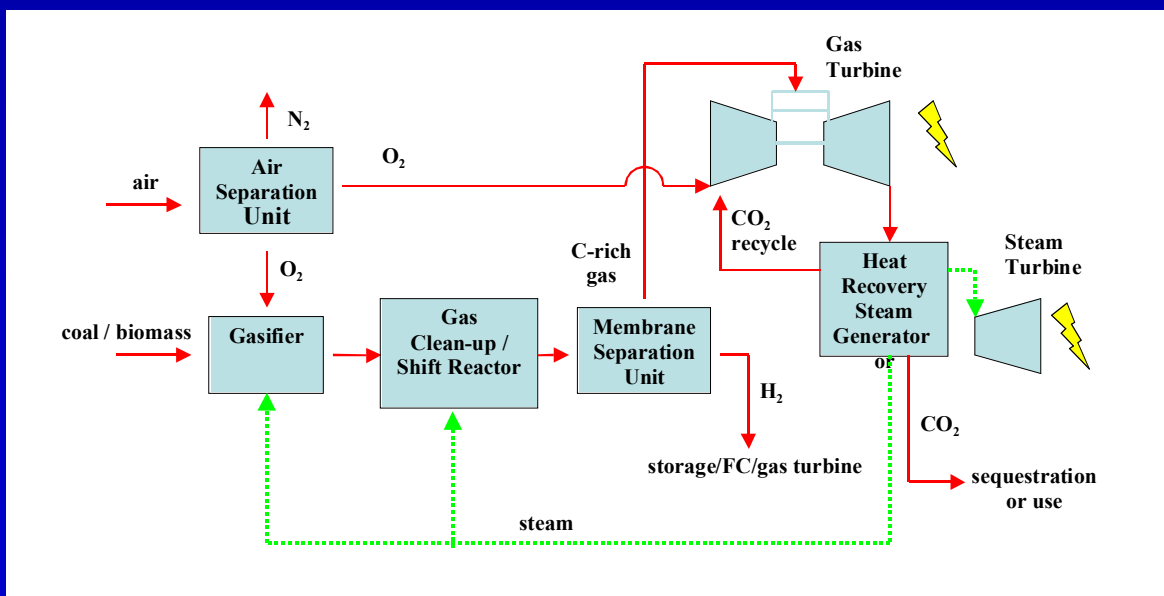 Gas
Turbine
N₂
O₂
Air
Separation
Unit
air
CO₂
recycle
Steam
Turbine
C-rich
gas
O₂
Heat
Recovery
Steam
Generator
or
coal / biomass
Gasifier
Gas
Clean-up /
Shift Reactor
Membrane
Separation
Unit
H₂
CO₂
storage/FC/gas turbine
sequestration
or use
steam